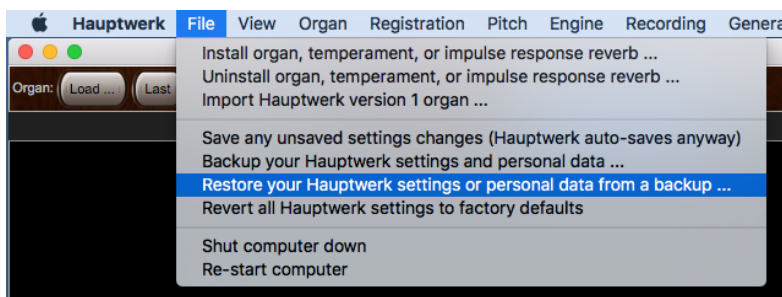 Hauptwerk File View Organ Registration Pitch Engine Recording Genera
Install organ, temperament, or impulse response reverb ...
Organ: Load ... Last
Uninstall organ, temperament, or impulse response reverb ...
Import Hauptwerk version 1 organ ...
Save any unsaved settings changes (Hauptwerk auto-saves anyway)
Backup your Hauptwerk settings and personal data ...
Restore your Hauptwerk settings or personal data from a backup ...
Revert all Hauptwerk settings to factory defaults
Shut computer down
Re-start computer